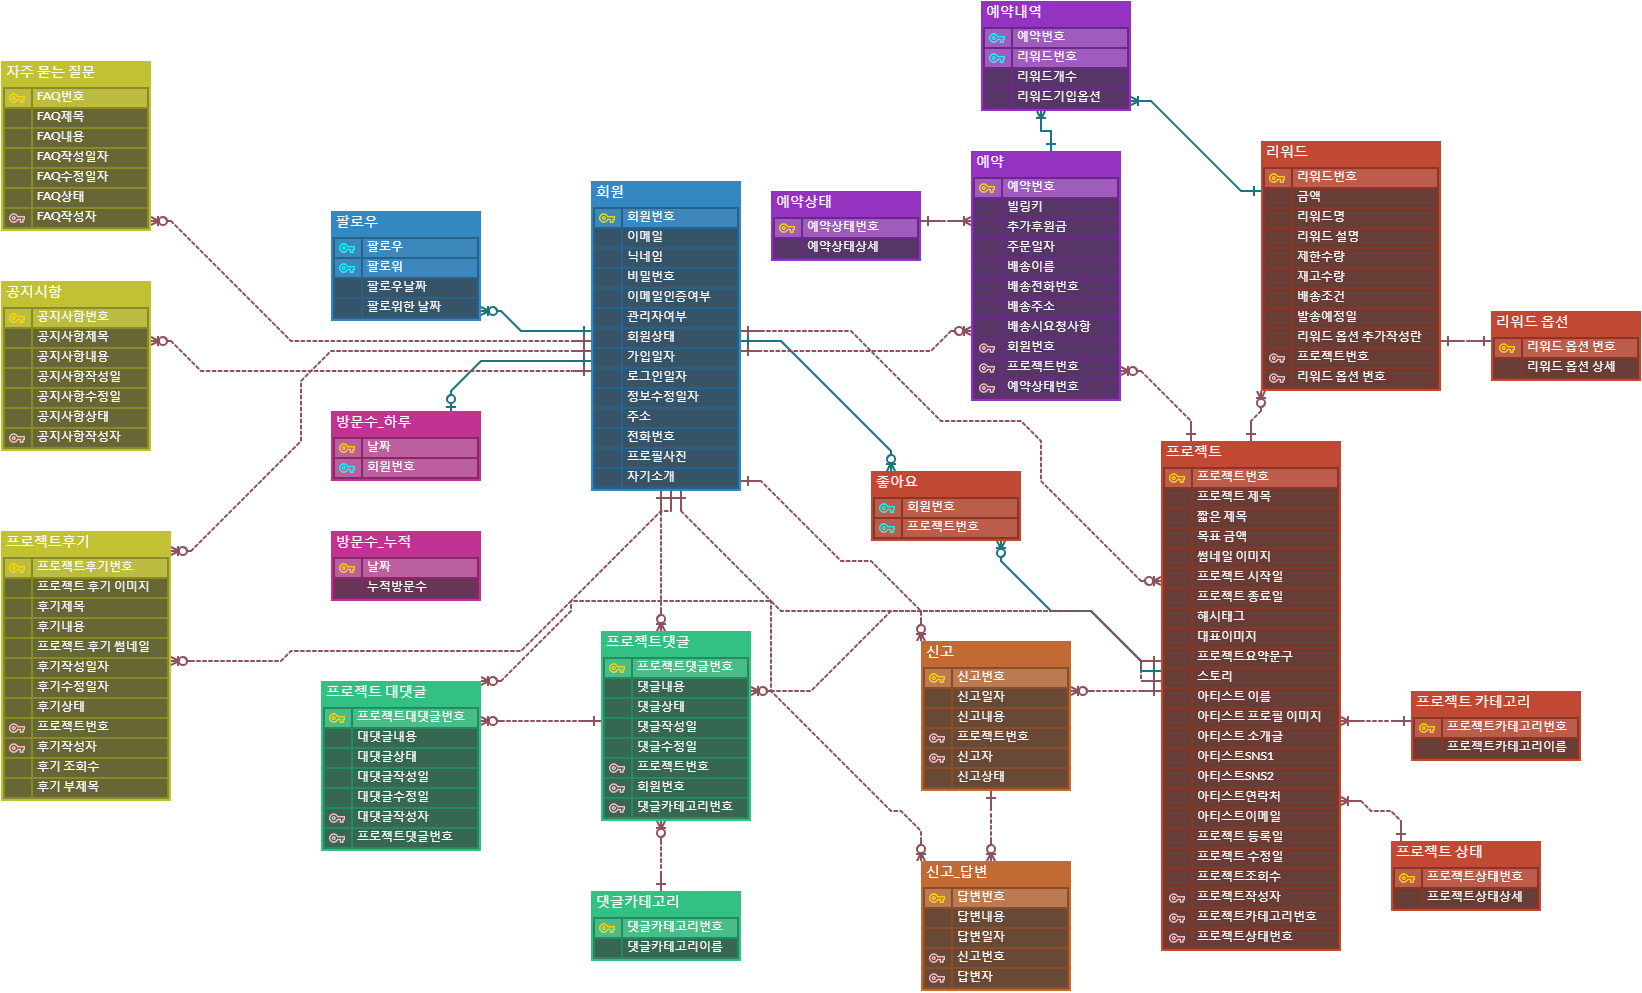 자주 묻는 질문
FAQ번호
FAQ제목
FAQ내용
FAQ작성일자
FAQ수정일자
FAQ상태
FAQ작성자
공지시항
공지사항번호
공지사항제목
공지사항내용
공지사항작성일
공지사항수정일
공지사항상태
공지사항작성자
프로젝트후기
프로젝트후기번호
프로젝트 후기 이미지
후기제목
후기내용
프로젝트 후기 썸네일
후기작성일자
후기수정일자
후기상태
프로젝트번호
후기작성자
후기 조회수
후기 부제목
팔로우
팔로우
팔로워
팔로우날짜
팔로워한 날짜
방문수_하루
날짜
회원번호
방문수_누적
날짜
누적방문수
프로젝트 대댓글
프로젝트대댓글번호
대댓글내용
대댓글상태
대댓글작성일
대댓글수정일
대댓글작성자
프로젝트댓글번호
회원
회원번호
이메일
닉네임
비밀번호
이메일인증여부
관리자여부
회원상태
가입일자
로그인일자
정보수정일자
주소
전화번호
프로필사진
자기소개
프로젝트댓글
프로젝트댓글번호
댓글내용
댓글상태
댓글작성일
댓글수정일
프로젝트번호
회원번호
댓글카테고리번호
댓글카테고리
댓글카테고리번호
댓글카테고리이름
예약내역
예약번호
리워드번호
리워드개수
리워드기입옵션
예약상태
예약상태번호
예약상태상세
예약
예약번호
빌링키
추가후원금
주문일자
배송이름
배송전화번호
배송주소
배송시요청사항
회원번호
프로젝트번호
예약상태번호
좋아요
회원번호
프로젝트번호
신고
신고번호
신고일자
신고내용
프로젝트번호
신고자
신고상태
신고_답변
답변번호
답변내용
답변일자
신고번호
답변자
리워드
리워드번호
금액
리워드명
리워드 설명
제한수량
재고수량
배송조건
발송예정일
리워드 옵션 추가작성란
프로젝트번호
리워드 옵션 번호
리워드 옵션
리워드 옵션 번호
리워드 옵션 상세
프로젝트
프로젝트번호
프로젝트 제목
짧은 제목
목표 금액
썸네일 이미지
프로젝트 시작일
프로젝트 종료일
해시태그
대표이미지
프로젝트요약문구
스토리
아티스트 이름
아티스트 프로필 이미지
아티스트 소개글
아티스트SNS1
아티스트SNS2
아티스트연락처
아티스트이메일
프로젝트 등록일
프로젝트 수정일
프로젝트조회수
프로젝트작성자
프로젝트카테고리번호
프로젝트상태번호
프로젝트 카테고리
프로젝트카테고리번호
프로젝트카테고리이름
프로젝트 상태
프로젝트상태번호
프로젝트상태상세